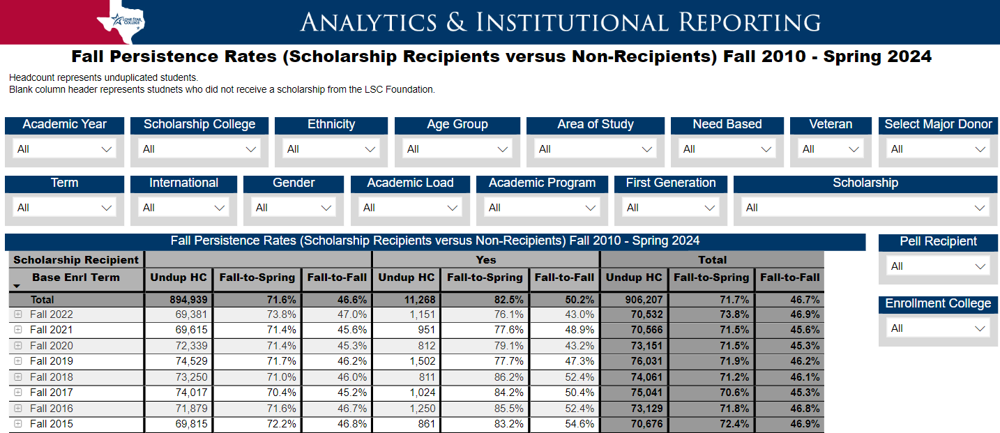 LONE STAR
COLLEGE
ANALYTICS & INSTITUTIONAL REPORTING
Fall Persistence Rates (Scholarship Recipients versus Non-Recipients) Fall 2010 - Spring 2024
Headcount represents unduplicated students.
Blank column header represents studnets who did not receive a scholarship from the LSC Foundation.
Academic Year Scholarship College Ethnicity Age Group Area of Study Need Based Veteran Select Major Donor
All All All All All All All All
Term International Gender Academic Load Academic Program First Generation Scholarship
All All All All All All All
Fall Persistence Rates (Scholarship Recipients versus Non-Recipients) Fall 2010 - Spring 2024
Scholarship Recipient Yes Total
Base Enrl Term Undup HC Fall-to-Spring Fall-to-Fall Undup HC Fall-to-Spring Fall-to-Fall Undup HC Fall-to-Spring Fall-to-Fall
Total 894,939 71.6% 46.6% 11,268 82.5% 50.2% 906,207 71.7% 46.7%
Fall 2022 69,381 73.8% 47.0% 1,151 76.1% 43.0% 70,532 73.8% 46.9%
Fall 2021 69,615 71.4% 45.6% 951 77.6% 48.9% 70,566 71.5% 45.6%
Fall 2020 72,339 71.4% 45.3% 812 79.1% 43.2% 73,151 71.5% 45.3%
Fall 2019 74,529 71.7% 46.2% 1,502 77.7% 47.3% 76,031 71.9% 46.2%
Fall 2018 73,250 71.0% 46.0% 811 86.2% 52.4% 74,061 71.2% 46.1%
Fall 2017 74,017 70.4% 45.2% 1,024 84.2% 50.4% 75,041 70.6% 45.3%
Fall 2016 71,879 71.6% 46.7% 1,250 85.5% 52.4% 73,129 71.8% 46.8%
Fall 2015 69,815 72.2% 46.8% 861 83.2% 54.6% 70,676 72.4% 46.9%
Pell Recipient
All
Enrollment College
All